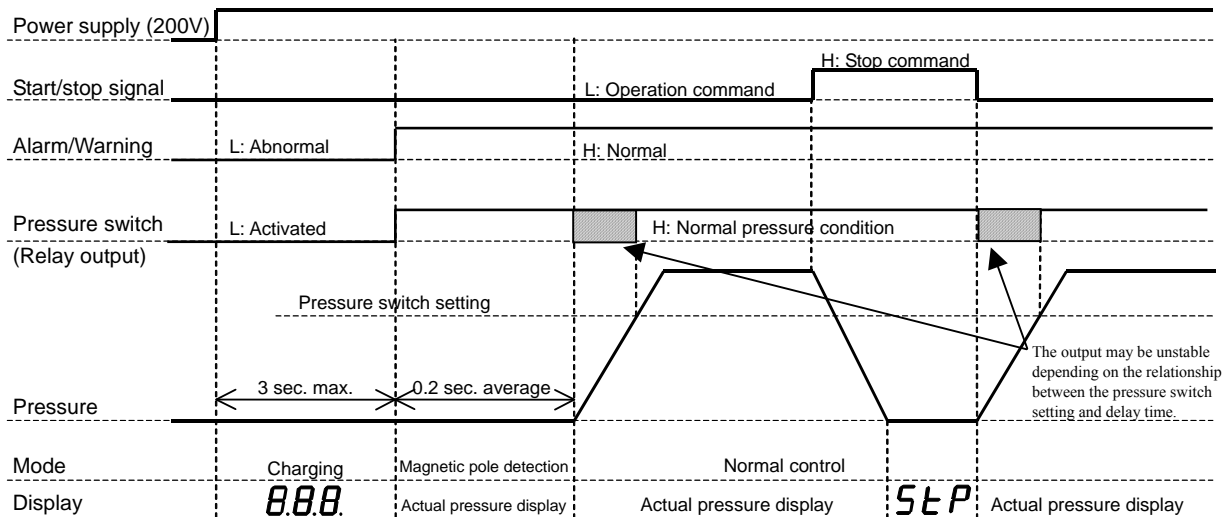 Power supply (200V)
H: Stop command
Start/stop signal
L: Operation command
Alarm/Warning
L: Abnormal
H: Normal
Pressure switch
(Relay output)
L: Activated
H: Normal pressure condition
Pressure switch setting
The output may be unstable
depending on the relationship
between the pressure switch
setting and delay time.
3 sec. max.
0.2 sec. average
Pressure
Mode
Charging
Magnetic pole detection
Normal control
Display
8.8.8.
Actual pressure display
Actual pressure display
StP
Actual pressure display